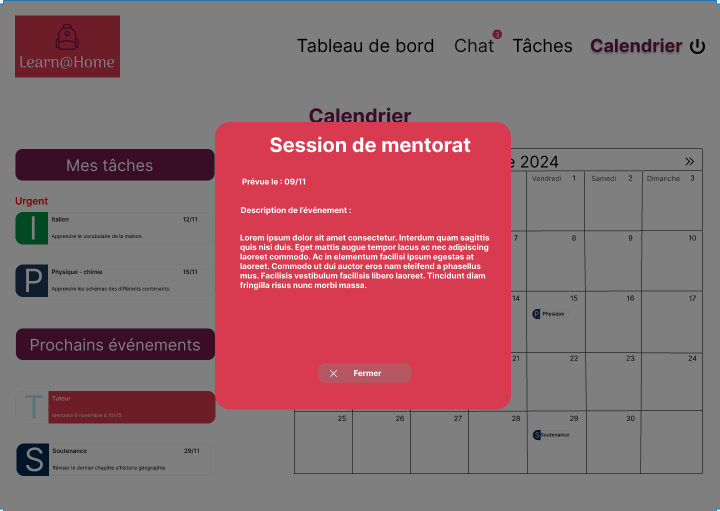 Learn@Home
Tableau de bord
Chat
3
Tâches
Calendrier
Calendrier
Mes tâches
Urgent
I
Italien
12/11
Apprendre le vocabulaire de la maison.
P
Physique - chimie
15/11
Apprendre les schémas des différents contenants.
Prochains événements
T
Tuteur
Mercredi 6 novembre à 16H15
S
Soutenance
29/11
Réviser le dernier chapitre d'histoire géographie
Session de mentorat
Prévue le : 09/11
Description de l'événement :
Lorem ipsum dolor sit amet consectetur. Interdum quam sagittis
quis nisi duis. Eget mattis augue tempor lacus ac nec adipiscing
laoreet commodo. Ac in elementum facilisi ipsum egestas at
laoreet. Commodo ut dui auctor eros nam eleifend a phasellus
mus. Facilisis vestibulum facilisis libero laoreet. Tincidunt diam
fringilla risus nunc morbi massa.
Fermer
e 2024
»
Vendredi 1
Samedi 2
Dimanche 3
7
8
9
10
14
15
16
17
P Physique
21
22
23
24
25
26
27
28
29
30
S Soutenance